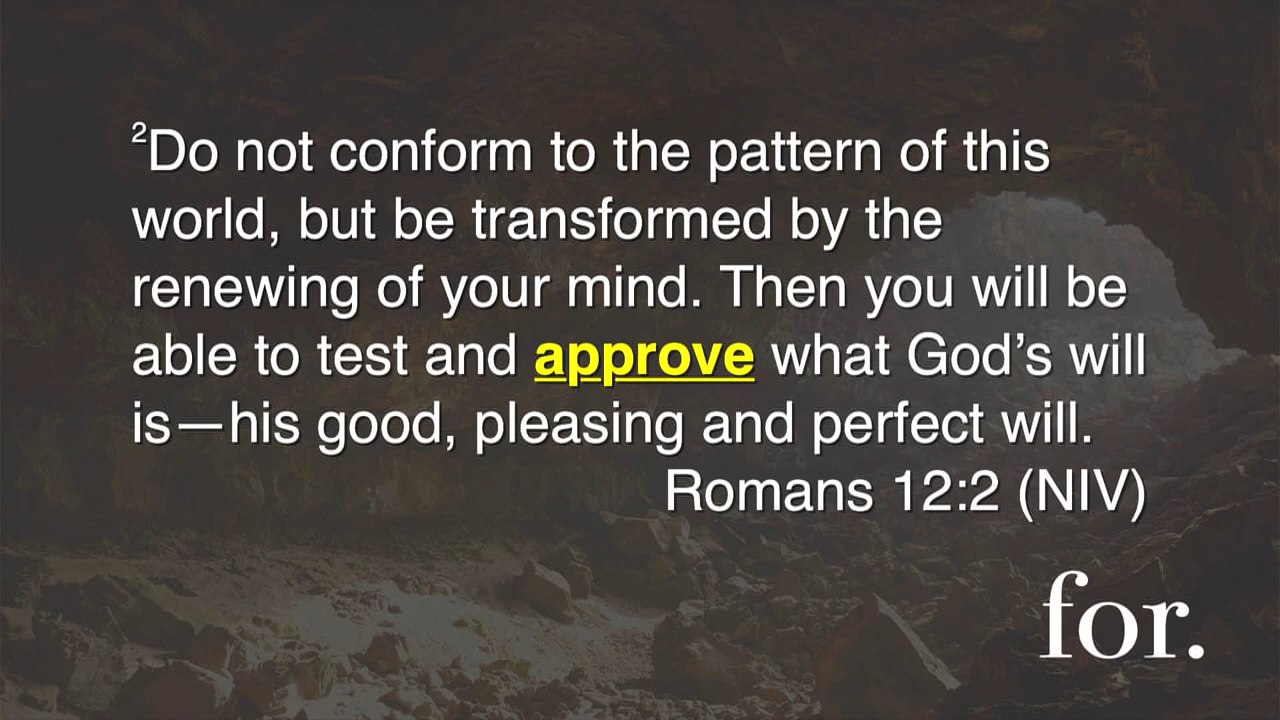 ²Do not conform to the pattern of this
world, but be transformed by the
renewing of your mind. Then you will be
able to test and approve what God’s will
is—his good, pleasing and perfect will.
Romans 12:2 (NIV)
for.